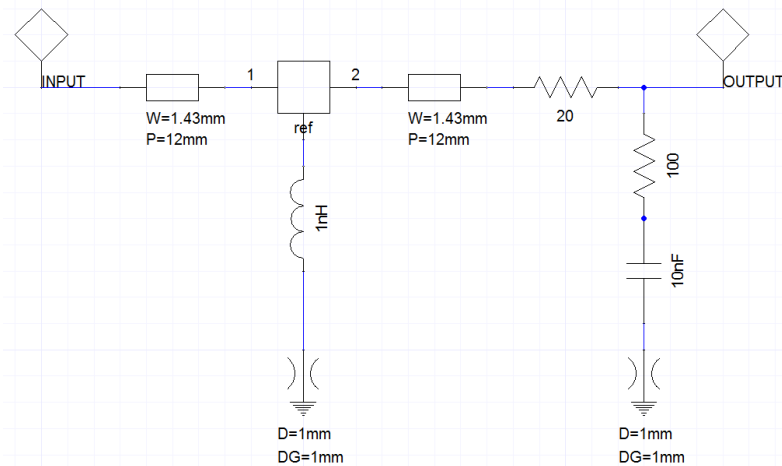 INPUT
1
2
OUTPUT
W=1.43mm
P=12mm
ref
W=1.43mm
P=12mm
20
100
1nH
10nF
D=1mm
DG=1mm
D=1mm
DG=1mm